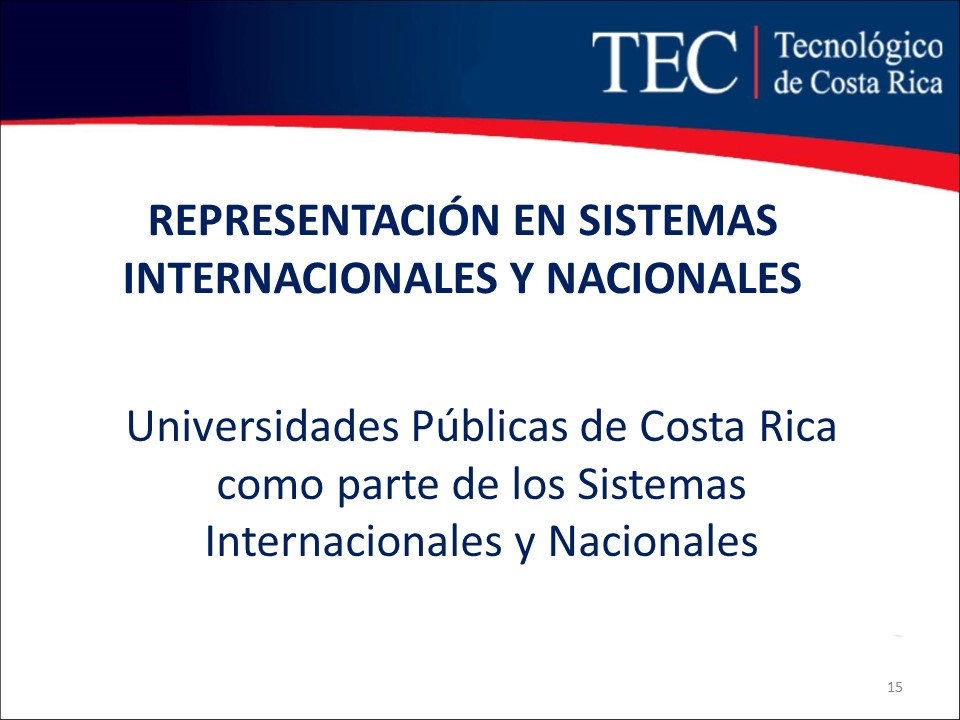 TEC
Tecnológico
de Costa Rica
REPRESENTACIÓN EN SISTEMAS
INTERNACIONALES Y NACIONALES
Universidades Públicas de Costa Rica
como parte de los Sistemas
Internacionales y Nacionales
15